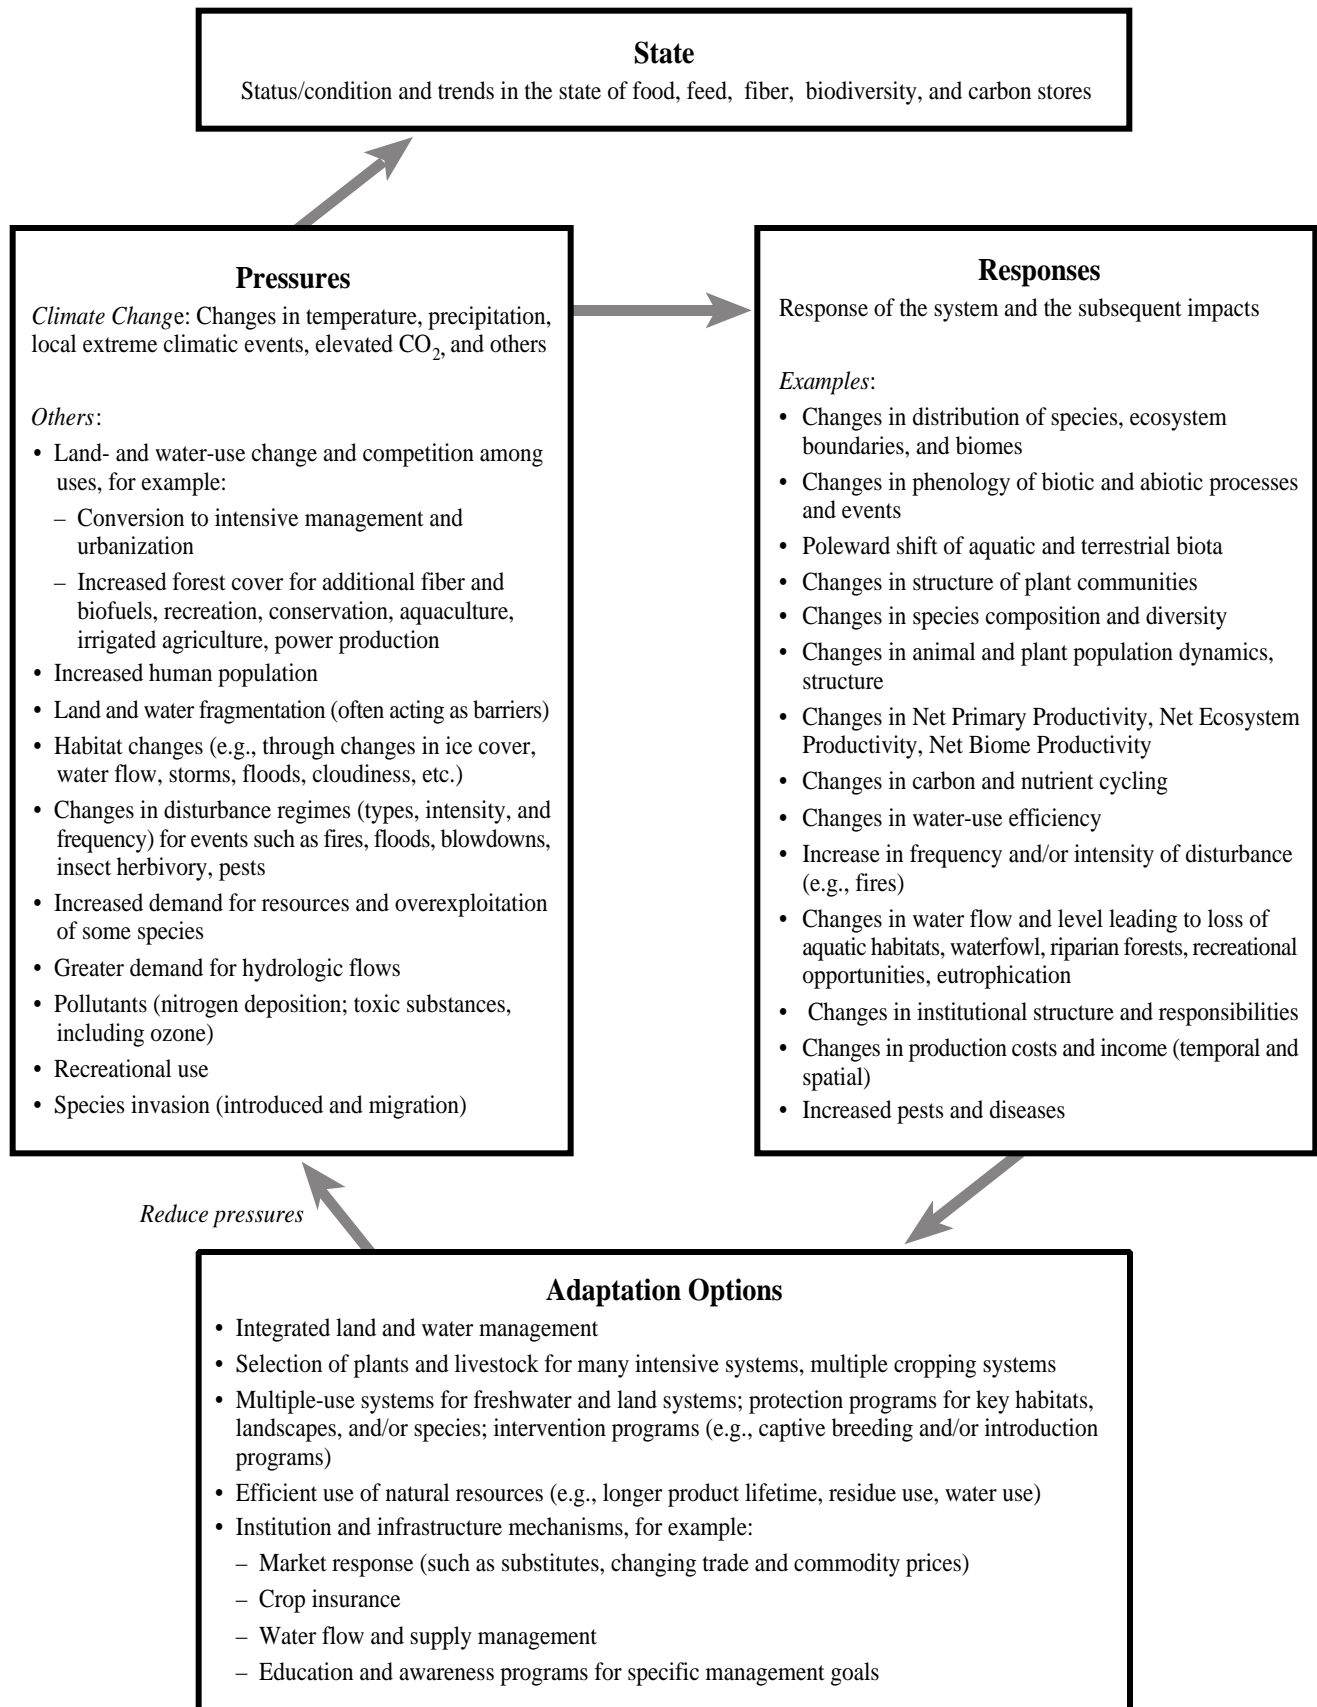 State
Status/condition and trends in the state of food, feed, fiber, biodiversity, and carbon stores
Pressures
Climate Change: Changes in temperature, precipitation,
local extreme climatic events, elevated CO2, and others
Others:
• Land- and water-use change and competition among
uses, for example:
– Conversion to intensive management and
urbanization
– Increased forest cover for additional fiber and
biofuels, recreation, conservation, aquaculture,
irrigated agriculture, power production
• Increased human population
• Land and water fragmentation (often acting as barriers)
• Habitat changes (e.g., through changes in ice cover,
water flow, storms, floods, cloudiness, etc.)
• Changes in disturbance regimes (types, intensity, and
frequency) for events such as fires, floods, blowdowns,
insect herbivory, pests
• Increased demand for resources and overexploitation
of some species
• Greater demand for hydrologic flows
• Pollutants (nitrogen deposition; toxic substances,
including ozone)
• Recreational use
• Species invasion (introduced and migration)
Responses
Response of the system and the subsequent impacts
Examples:
• Changes in distribution of species, ecosystem
boundaries, and biomes
• Changes in phenology of biotic and abiotic processes
and events
• Poleward shift of aquatic and terrestrial biota
• Changes in structure of plant communities
• Changes in species composition and diversity
• Changes in animal and plant population dynamics,
structure
• Changes in Net Primary Productivity, Net Ecosystem
Productivity, Net Biome Productivity
• Changes in carbon and nutrient cycling
• Changes in water-use efficiency
• Increase in frequency and/or intensity of disturbance
(e.g., fires)
• Changes in water flow and level leading to loss of
aquatic habitats, waterfowl, riparian forests, recreational
opportunities, eutrophication
• Changes in institutional structure and responsibilities
• Changes in production costs and income (temporal and
spatial)
• Increased pests and diseases
Reduce pressures
Adaptation Options
• Integrated land and water management
• Selection of plants and livestock for many intensive systems, multiple cropping systems
• Multiple-use systems for freshwater and land systems; protection programs for key habitats,
landscapes, and/or species; intervention programs (e.g., captive breeding and/or introduction
programs)
• Efficient use of natural resources (e.g., longer product lifetime, residue use, water use)
• Institution and infrastructure mechanisms, for example:
– Market response (such as substitutes, changing trade and commodity prices)
– Crop insurance
– Water flow and supply management
– Education and awareness programs for specific management goals